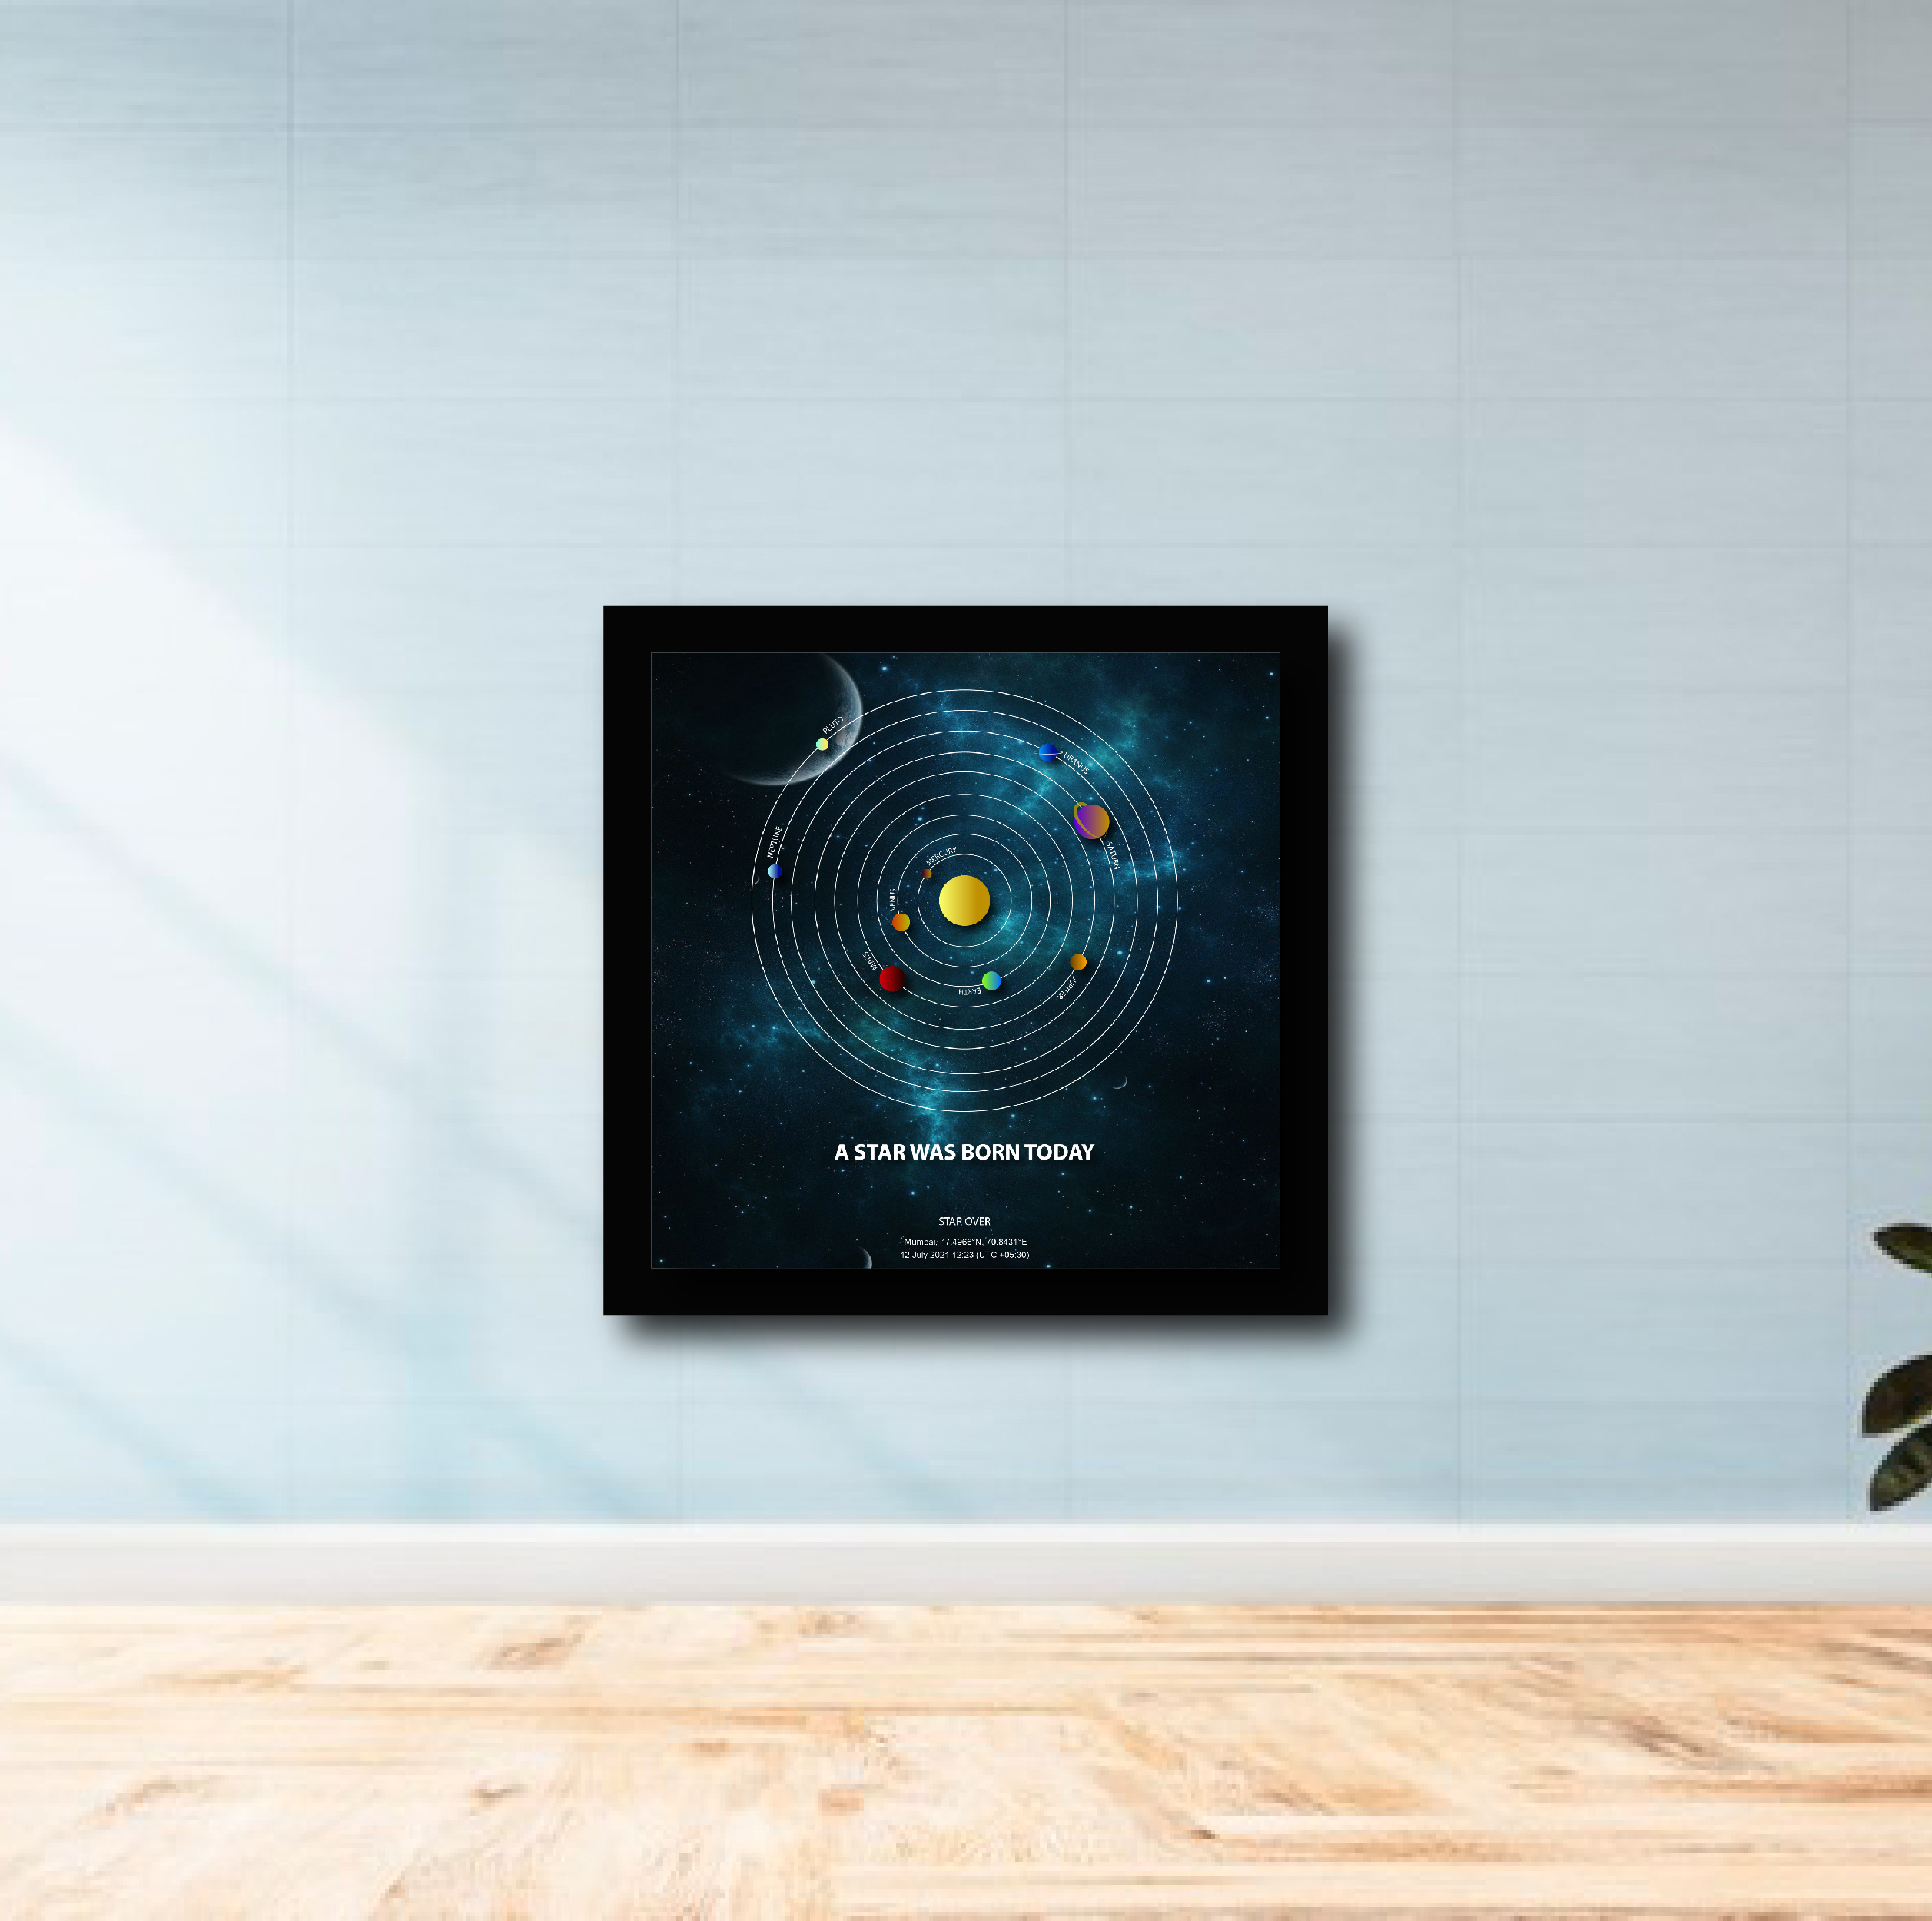 PLUTO
URANUS
NEPTUNE
SATURN
MERCURY
VENUS
MARS
EARTH
JUPITER
A STAR WAS BORN TODAY
STAR OVER
Mumbai, 17.4966°N, 70.8431°E
12 July 2021 12:23 (UTC +05:30)